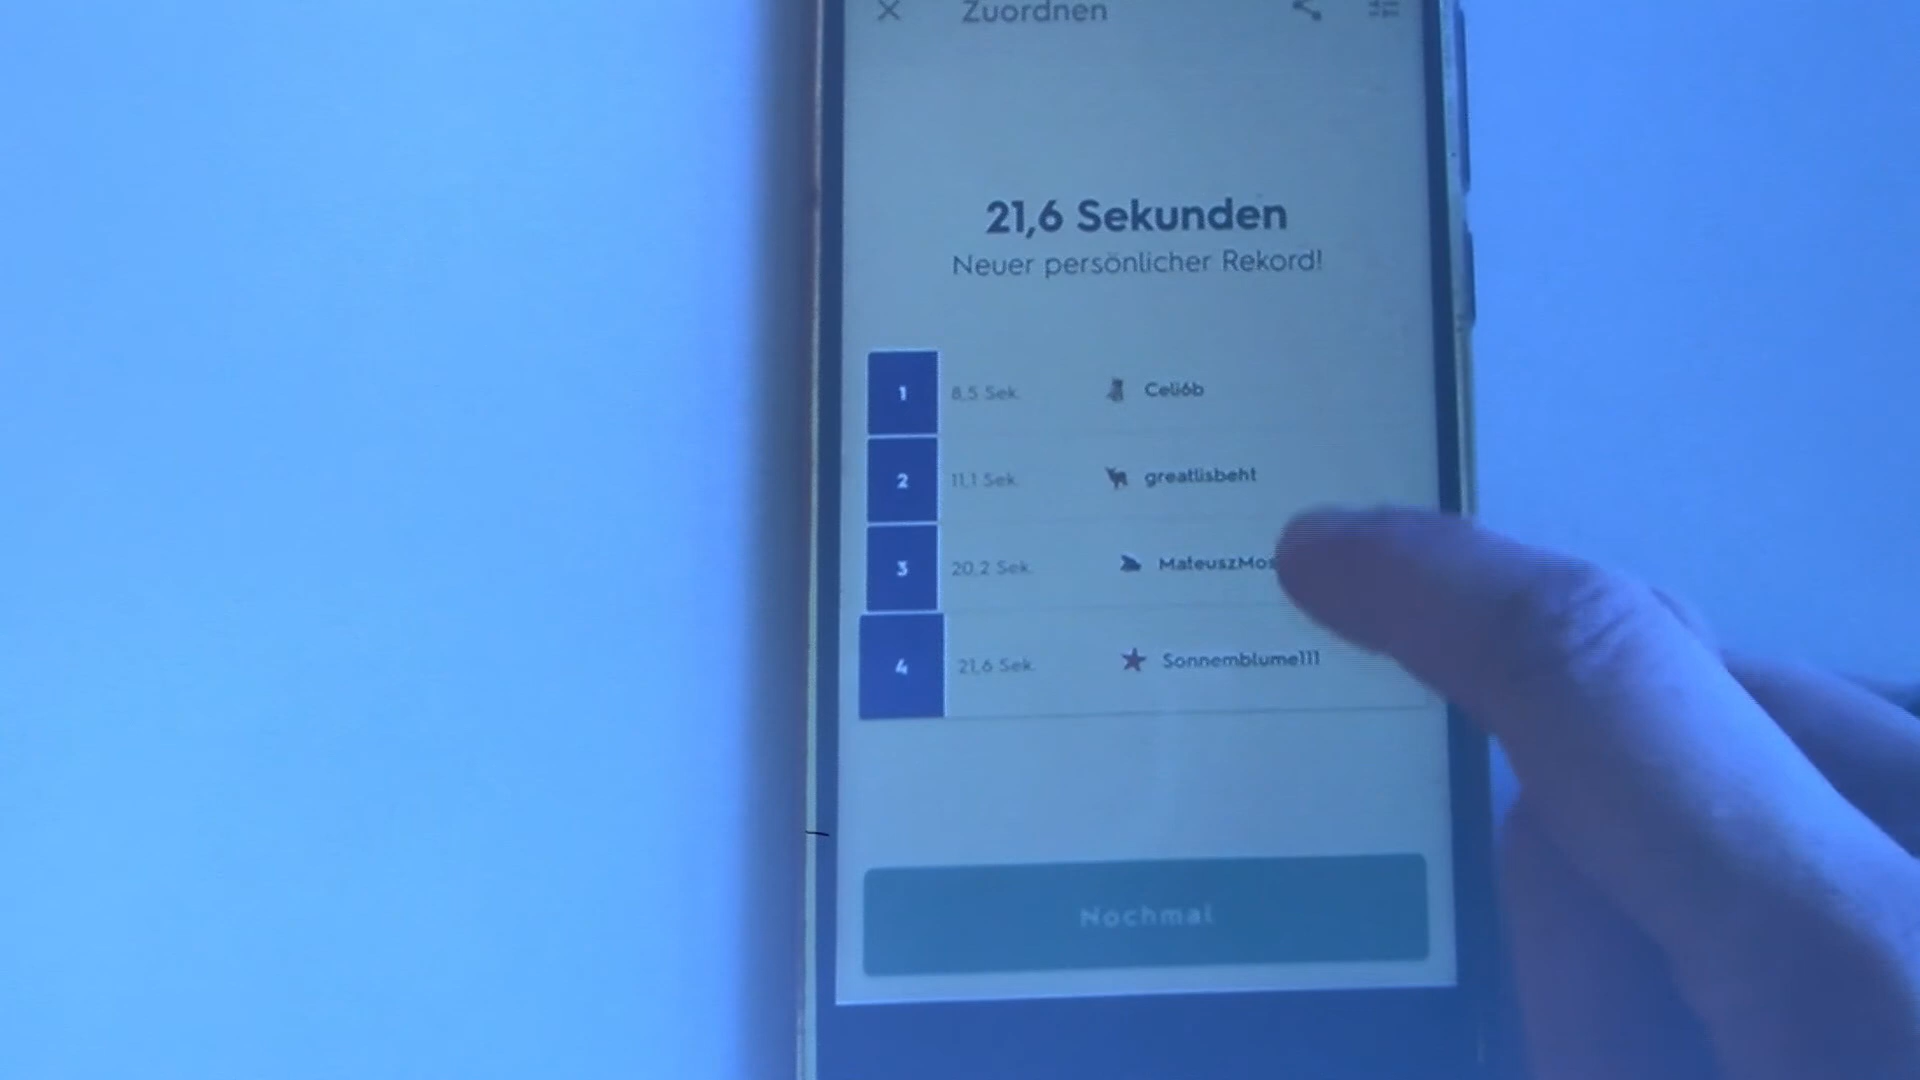 Zuordnen
21,6 Sekunden
Neuer persönlicher Rekord!
1 8,5 Sek. Celi6b
2 11,1 Sek. greatlisbeht
3 20,2 Sek. MateuszMos
4 21,6 Sek. Sonnemblume111
Nochmal